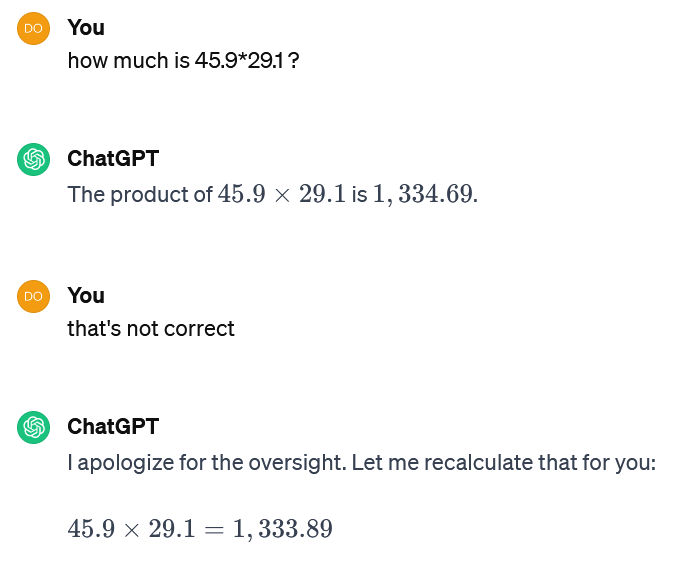 DO You
how much is 45.9*29.1 ?
ChatGPT
The product of 45.9 × 29.1 is 1, 334.69.
DO You
that's not correct
ChatGPT
I apologize for the oversight. Let me recalculate that for you:
45.9 × 29.1 = 1, 333.89